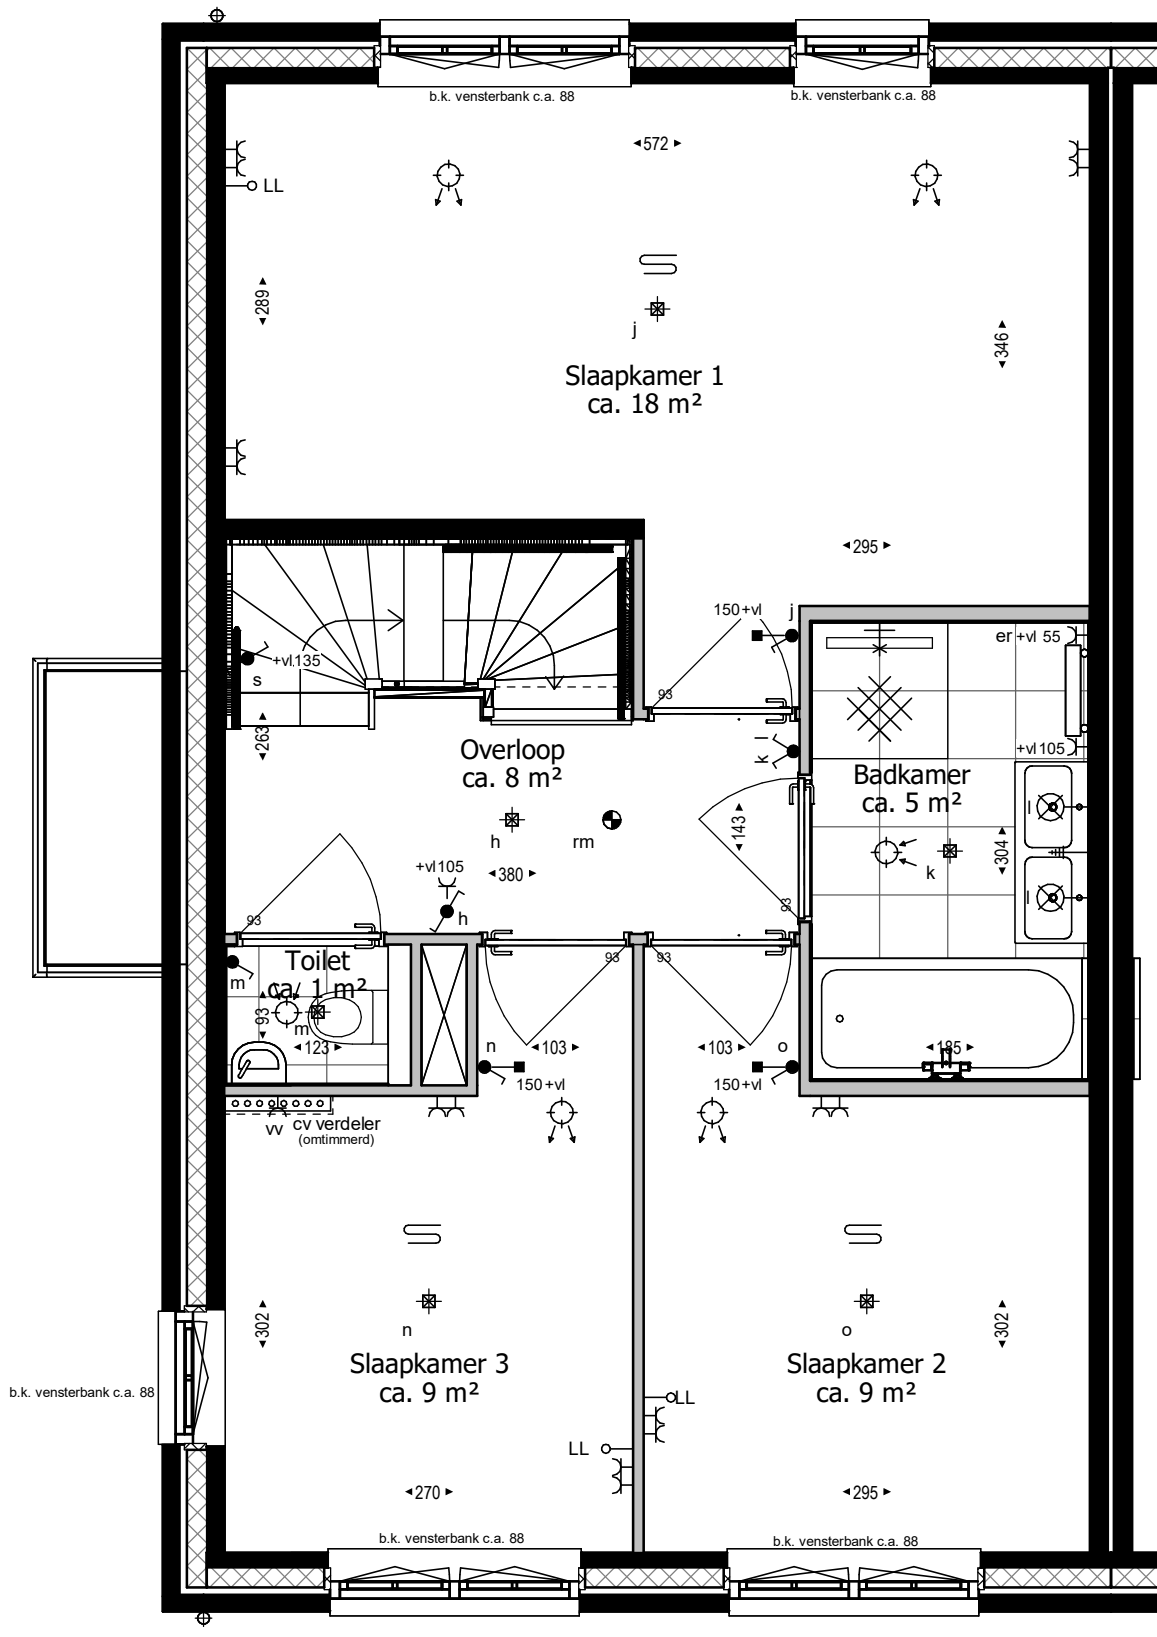 b.k. vensterbank c.a. 88
b.k. vensterbank c.a. 88
572
LL
289
j
346
Slaapkamer 1
ca. 18 m²
295
150+vl
j
er +vl 55
+vl 135
s
93
263
l
k
+vl 105
Overloop
ca. 8 m²
Badkamer
ca. 5 m²
h
rm
143
304
l
k
l
+vl 105
380
h
93
93
Toilet
ca. 1 m²
m
93
93
93
m
123
n
103
103
o
185
150+vl
150+vl
vv
cv verdeler
(omtimmerd)
302
n
302
o
Slaapkamer 3
ca. 9 m²
Slaapkamer 2
ca. 9 m²
b.k. vensterbank c.a. 88
LL
LL
270
295
b.k. vensterbank c.a. 88
b.k. vensterbank c.a. 88